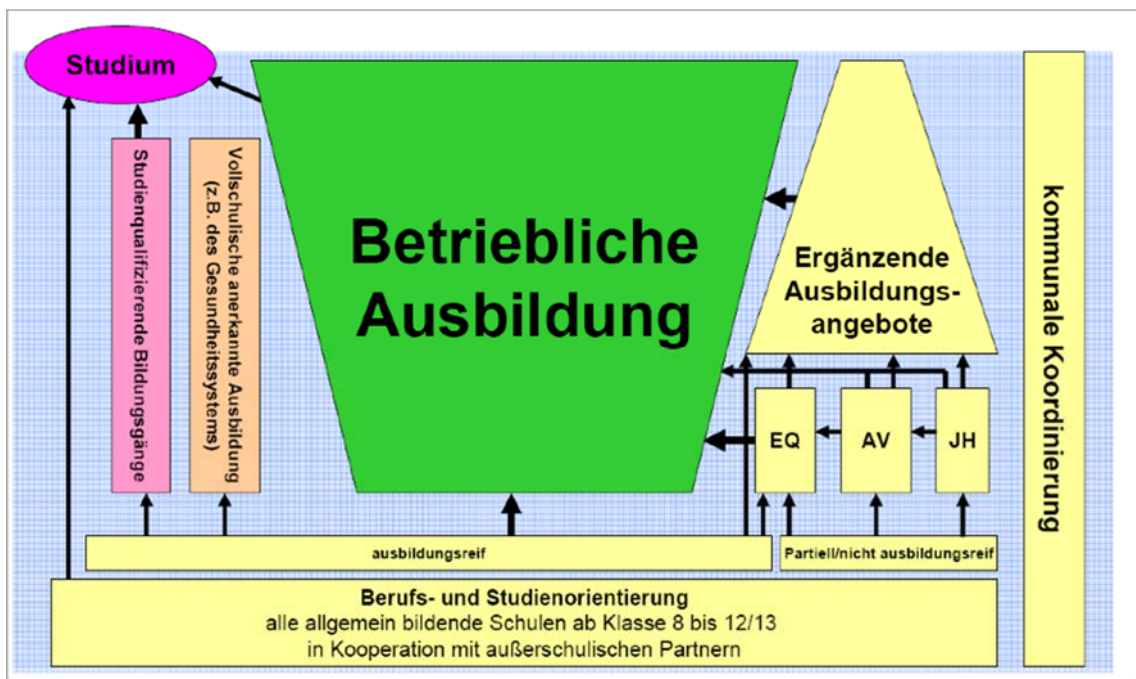 Studium
Studienqualifizierende Bildungsgänge
Vollschulische anerkannte Ausbildung
(z.B. des Gesundheitssystems)
Betriebliche
Ausbildung
Ergänzende
Ausbildungs-
angebote
kommunale Koordinierung
EQ
AV
JH
ausbildungsreif
Partiell/nicht ausbildungsreif
Berufs- und Studienorientierung
alle allgemein bildende Schulen ab Klasse 8 bis 12/13
in Kooperation mit außerschulischen Partnern